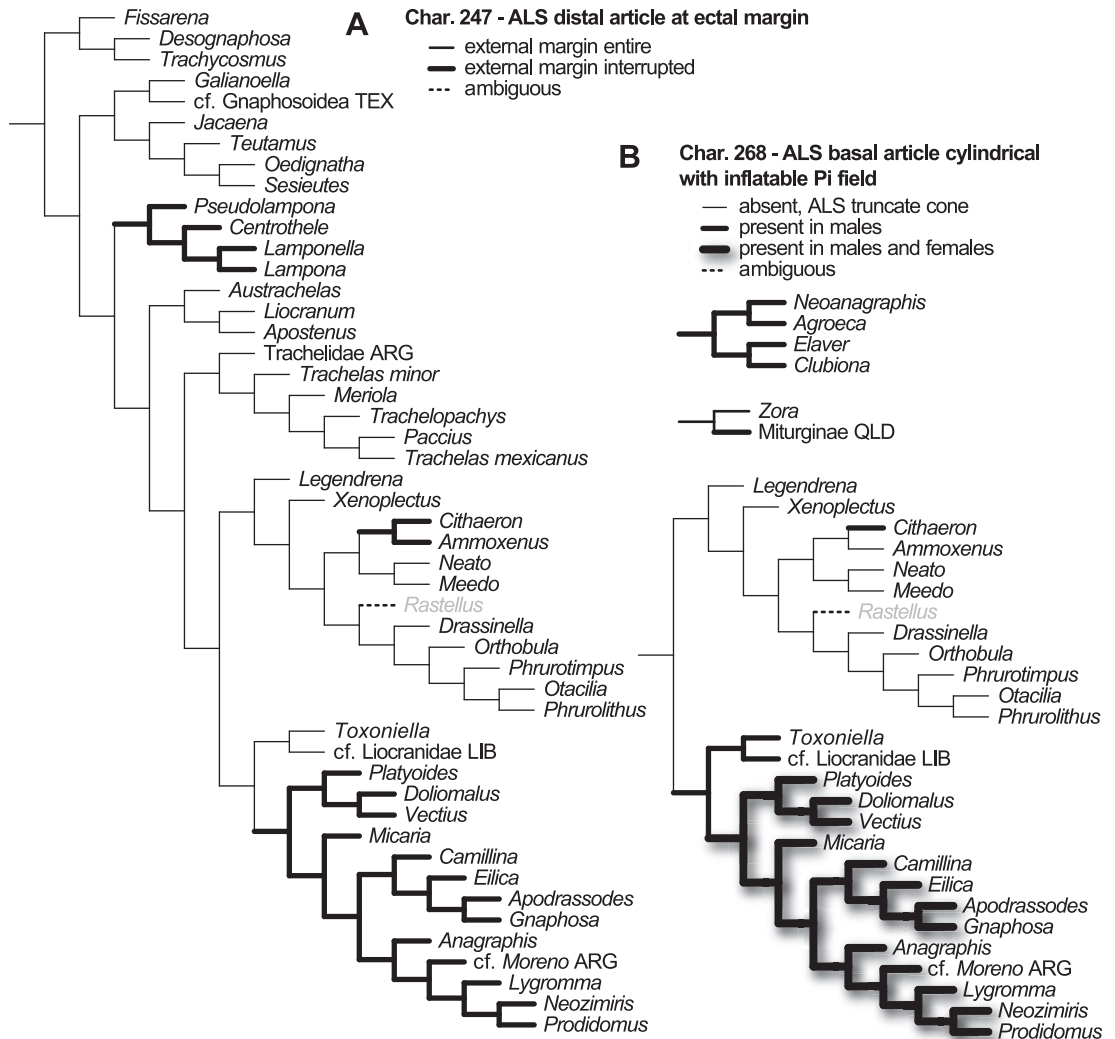 A
Char. 247 - ALS distal article at ectal margin
external margin entire
external margin interrupted
ambiguous
Fissarena
Desognaphosa
Trachycosmus
Galianoella
cf. Gnaphosoidea TEX
Jacaena
Teutamus
Oedignatha
Sesieutes
Pseudolampona
Centrothele
Lamponella
Lampona
Austrachelas
Liocranum
Apostenus
Trachelidae ARG
Trachelas minor
Meriola
Trachelopachys
Paccius
Trachelas mexicanus
Legendrena
Xenoplectus
Cithaeron
Ammoxenus
Neato
Meedo
Rastellus
Drassinella
Orthobula
Phrurotimpus
Otacilia
Phrurolithus
Toxoniella
cf. Liocranidae LIB
Platyoides
Doliomalus
Vectius
Micaria
Camillina
Eilica
Apodrassodes
Gnaphosa
Anagraphis
cf. Moreno ARG
Lygromma
Neozimiris
Prodidomus
B
Char. 268 - ALS basal article cylindrical
with inflatable Pi field
absent, ALS truncate cone
present in males
present in males and females
ambiguous
Neoanagraphis
Agroeca
Elaver
Clubiona
Zora
Miturginae QLD
Legendrena
Xenoplectus
Cithaeron
Ammoxenus
Neato
Meedo
Rastellus
Drassinella
Orthobula
Phrurotimpus
Otacilia
Phrurolithus
Toxoniella
cf. Liocranidae LIB
Platyoides
Doliomalus
Vectius
Micaria
Camillina
Eilica
Apodrassodes
Gnaphosa
Anagraphis
cf. Moreno ARG
Lygromma
Neozimiris
Prodidomus